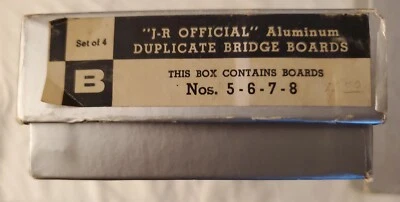 Set of 4
B
"J-R OFFICIAL" Aluminum
DUPLICATE BRIDGE BOARDS
THIS BOX CONTAINS BOARDS
Nos. 5-6-7-8